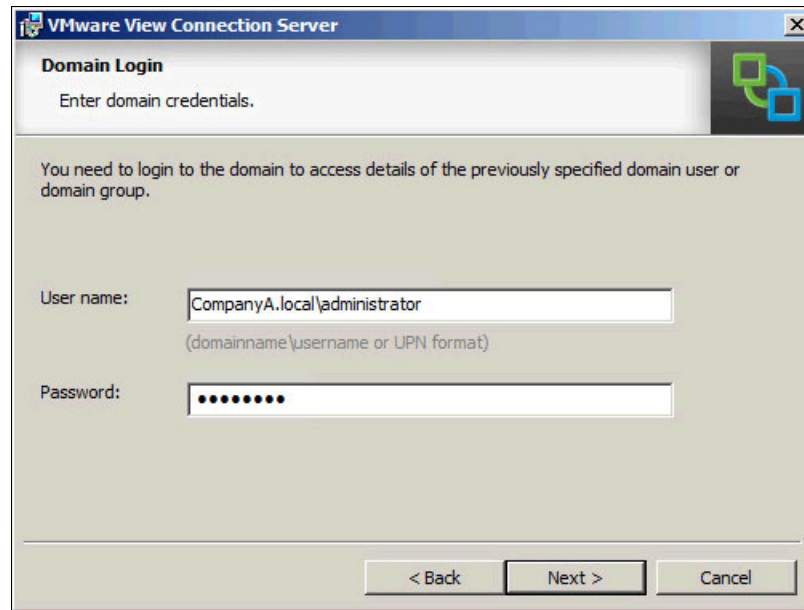 VMware View Connection Server
Domain Login
Enter domain credentials.
You need to login to the domain to access details of the previously specified domain user or
domain group.
User name:
CompanyA.local\administrator
(domainname\username or UPN format)
Password:
••••••••
< Back
Next >
Cancel